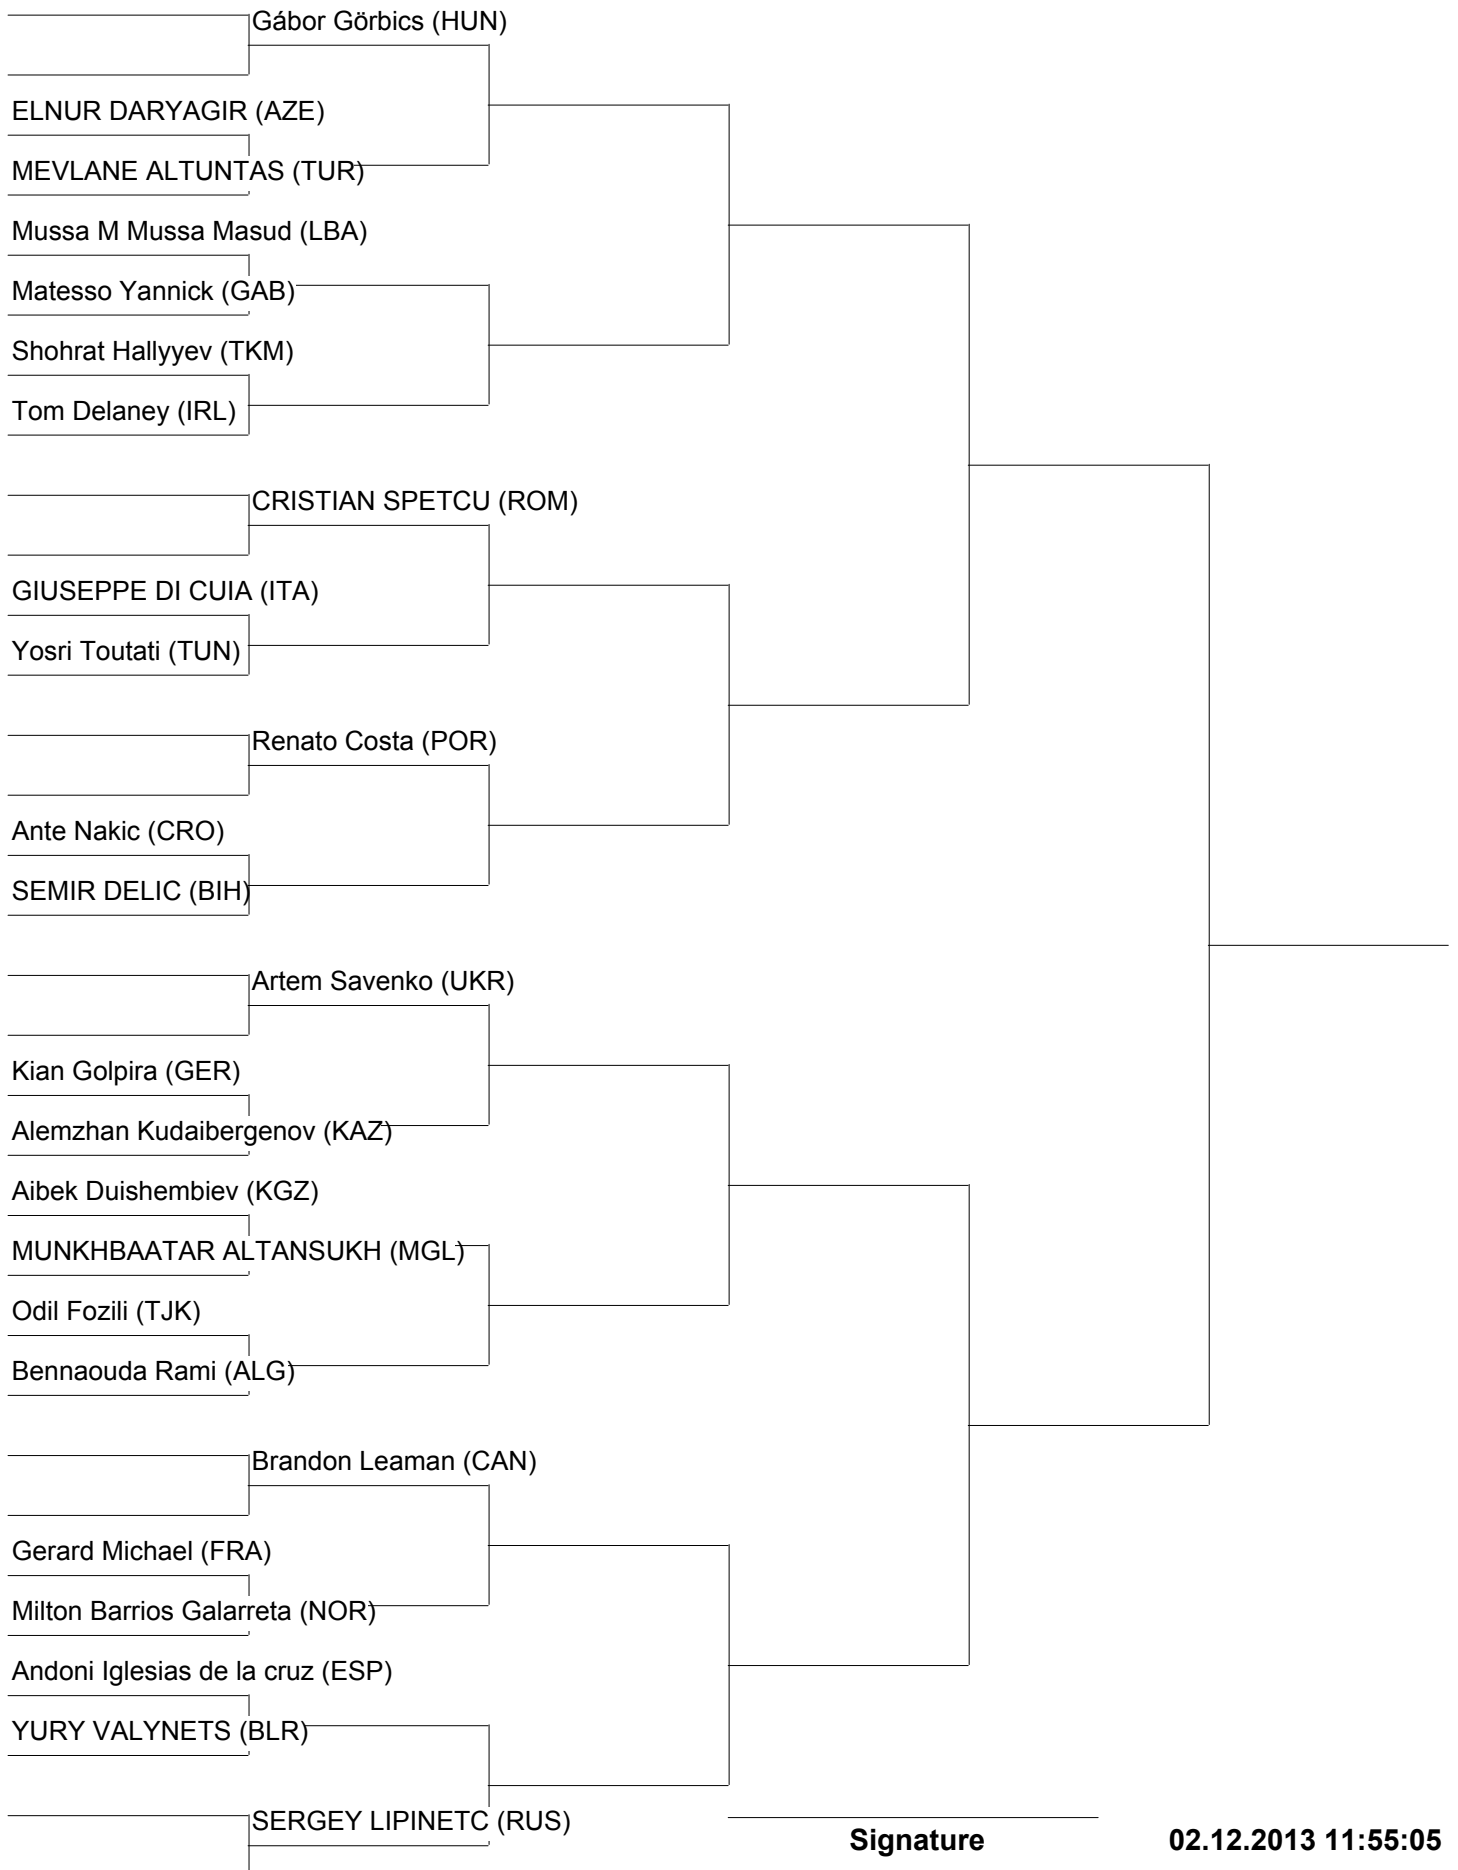 Gábor Görbics (HUN)
ELNUR DARYAGIR (AZE)
MEVLANE ALTUNTAS (TUR)
Mussa M Mussa Masud (LBA)
Matesso Yannick (GAB)
Shohrat Hallyyev (TKM)
Tom Delaney (IRL)
CRISTIAN SPETCU (ROM)
GIUSEPPE DI CUIA (ITA)
Yosri Toutati (TUN)
Renato Costa (POR)
Ante Nakic (CRO)
SEMIR DELIC (BIH)
Artem Savenko (UKR)
Kian Golpira (GER)
Alemzhan Kudaibergenov (KAZ)
Aibek Duishembiev (KGZ)
MUNKHBAATAR ALTANSUKH (MGL)
Odil Fozili (TJK)
Bennaouda Rami (ALG)
Brandon Leaman (CAN)
Gerard Michael (FRA)
Milton Barrios Galarreta (NOR)
Andoni Iglesias de la cruz (ESP)
YURY VALYNETS (BLR)
SERGEY LIPINETC (RUS)
Signature
02.12.2013 11:55:05